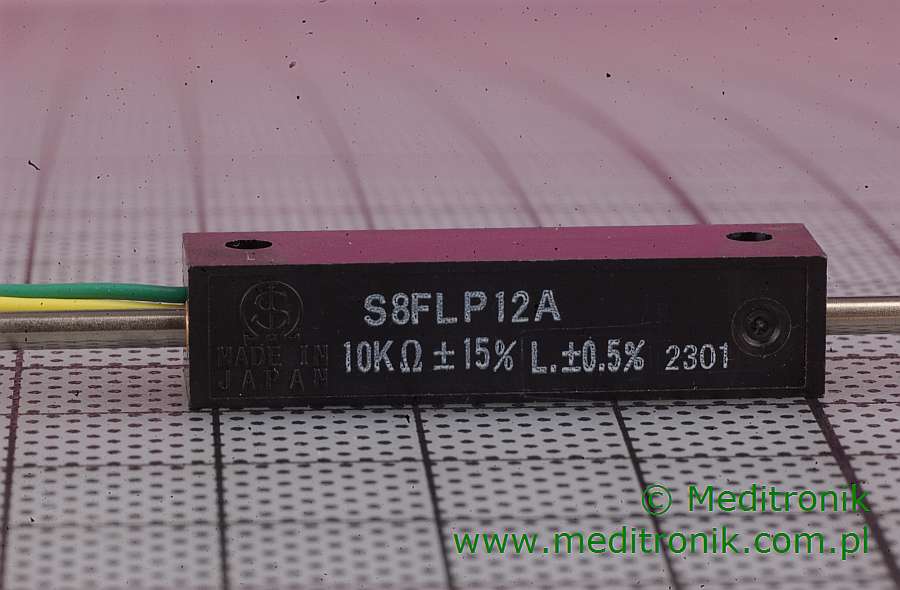 S8FLP12A
MADE IN
JAPAN
10KΩ ±15% L.±0.5% 2301
© Meditronik
www.meditronik.com.pl